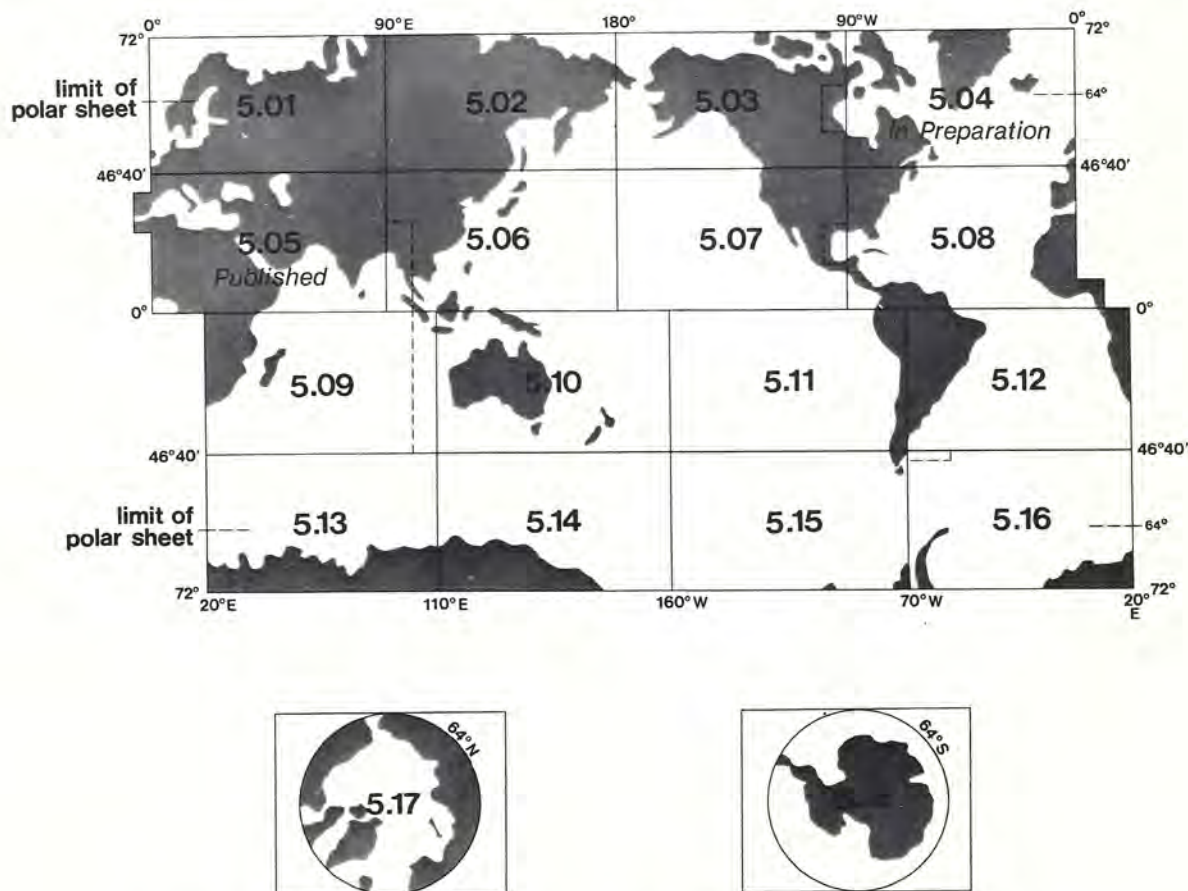 0° 90°E 180° 90°W 0°
72° 72°
limit of
polar sheet
5.01 5.02 5.03 5.04 64°
In Preparation
46°40' 46°40'
5.05 5.06 5.07 5.08
Published
0° 0°
5.09 5.10 5.11 5.12
46°40' 46°40'
limit of
polar sheet
5.13 5.14 5.15 5.16 64°
72° 72°
20°E 110°E 160°W 70°W 20°
E
64°N
5.17
64°S